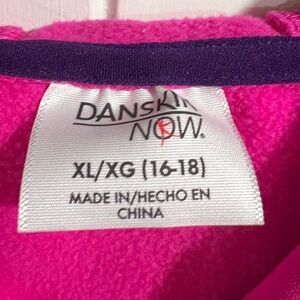 DANSKIN
NOW.
XL/XG (16-18)
MADE IN/HECHO EN
CHINA